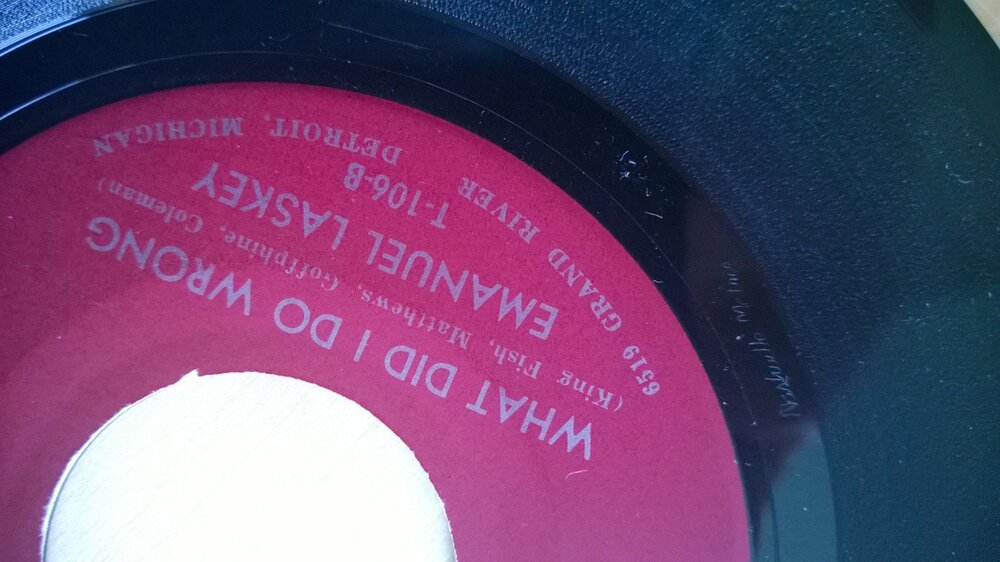 WHAT DID I DO WRONG
(King Fish, Matthews, Goffphine, Coleman)
EMANUEL LASKEY
T-106-B
6519 GRAND RIVER
DETROIT, MICHIGAN